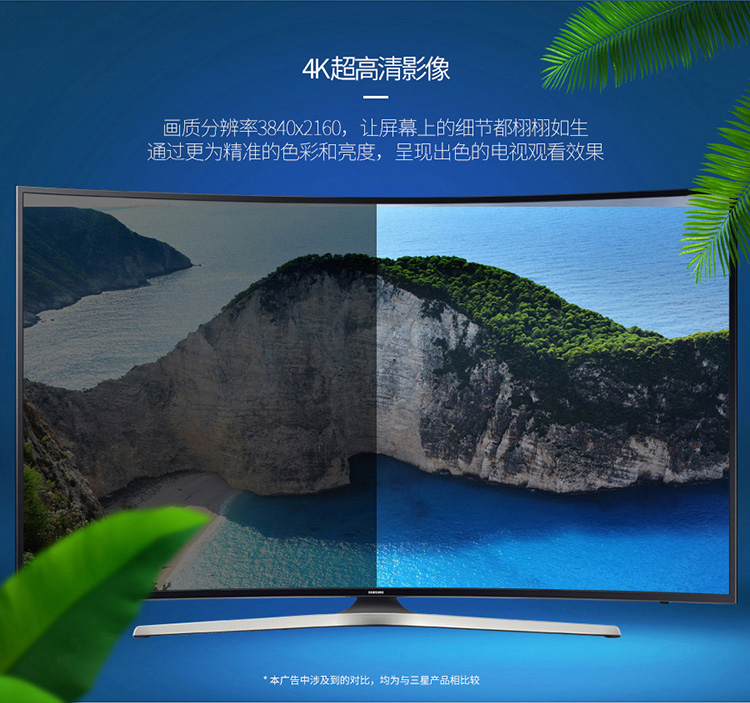 4K超高清影像
画质分辨率3840x2160，让屏幕上的细节都栩栩如生
通过更为精准的色彩和亮度，呈现出色的电视观看效果
SAMSUNG
* 本广告中涉及到的对比，均为与三星产品相比较